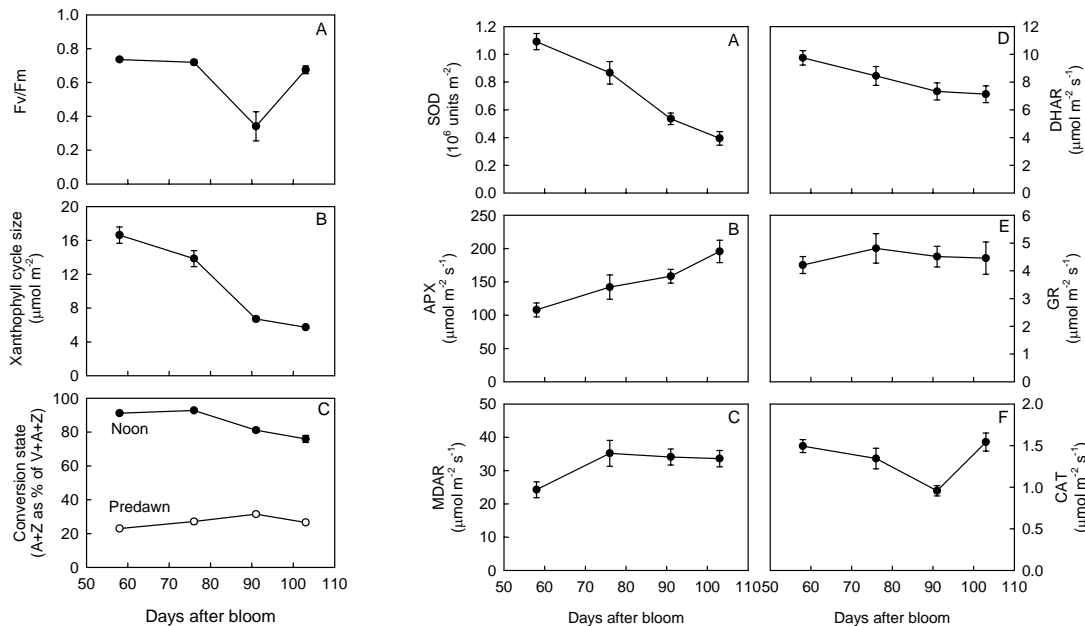 A
1.0
0.8
0.6
0.4
0.2
0.0
Fv/Fm
B
20
16
12
8
4
0
Xanthophyll cycle size
(μmol m-2)
C
100
80
60
40
20
0
Conversion state
(A+Z as % of V+A+Z)
Noon
Predawn
50 60 70 80 90 100 110
Days after bloom
A
1.2
1.0
0.8
0.6
0.4
0.2
0.0
SOD
(10^6 units m-2)
B
250
200
150
100
50
0
APX
(μmol m-2 s-1)
C
50
40
30
20
10
0
MDAR
(μmol m-2 s-1)
50 60 70 80 90 100 110
Days after bloom
D
12
10
8
6
4
2
0
DHAR
(μmol m-2 s-1)
E
6
5
4
3
2
1
0
GR
(μmol m-2 s-1)
F
2.0
1.5
1.0
0.5
0.0
CAT
(μmol m-2 s-1)
50 60 70 80 90 100 110
Days after bloom